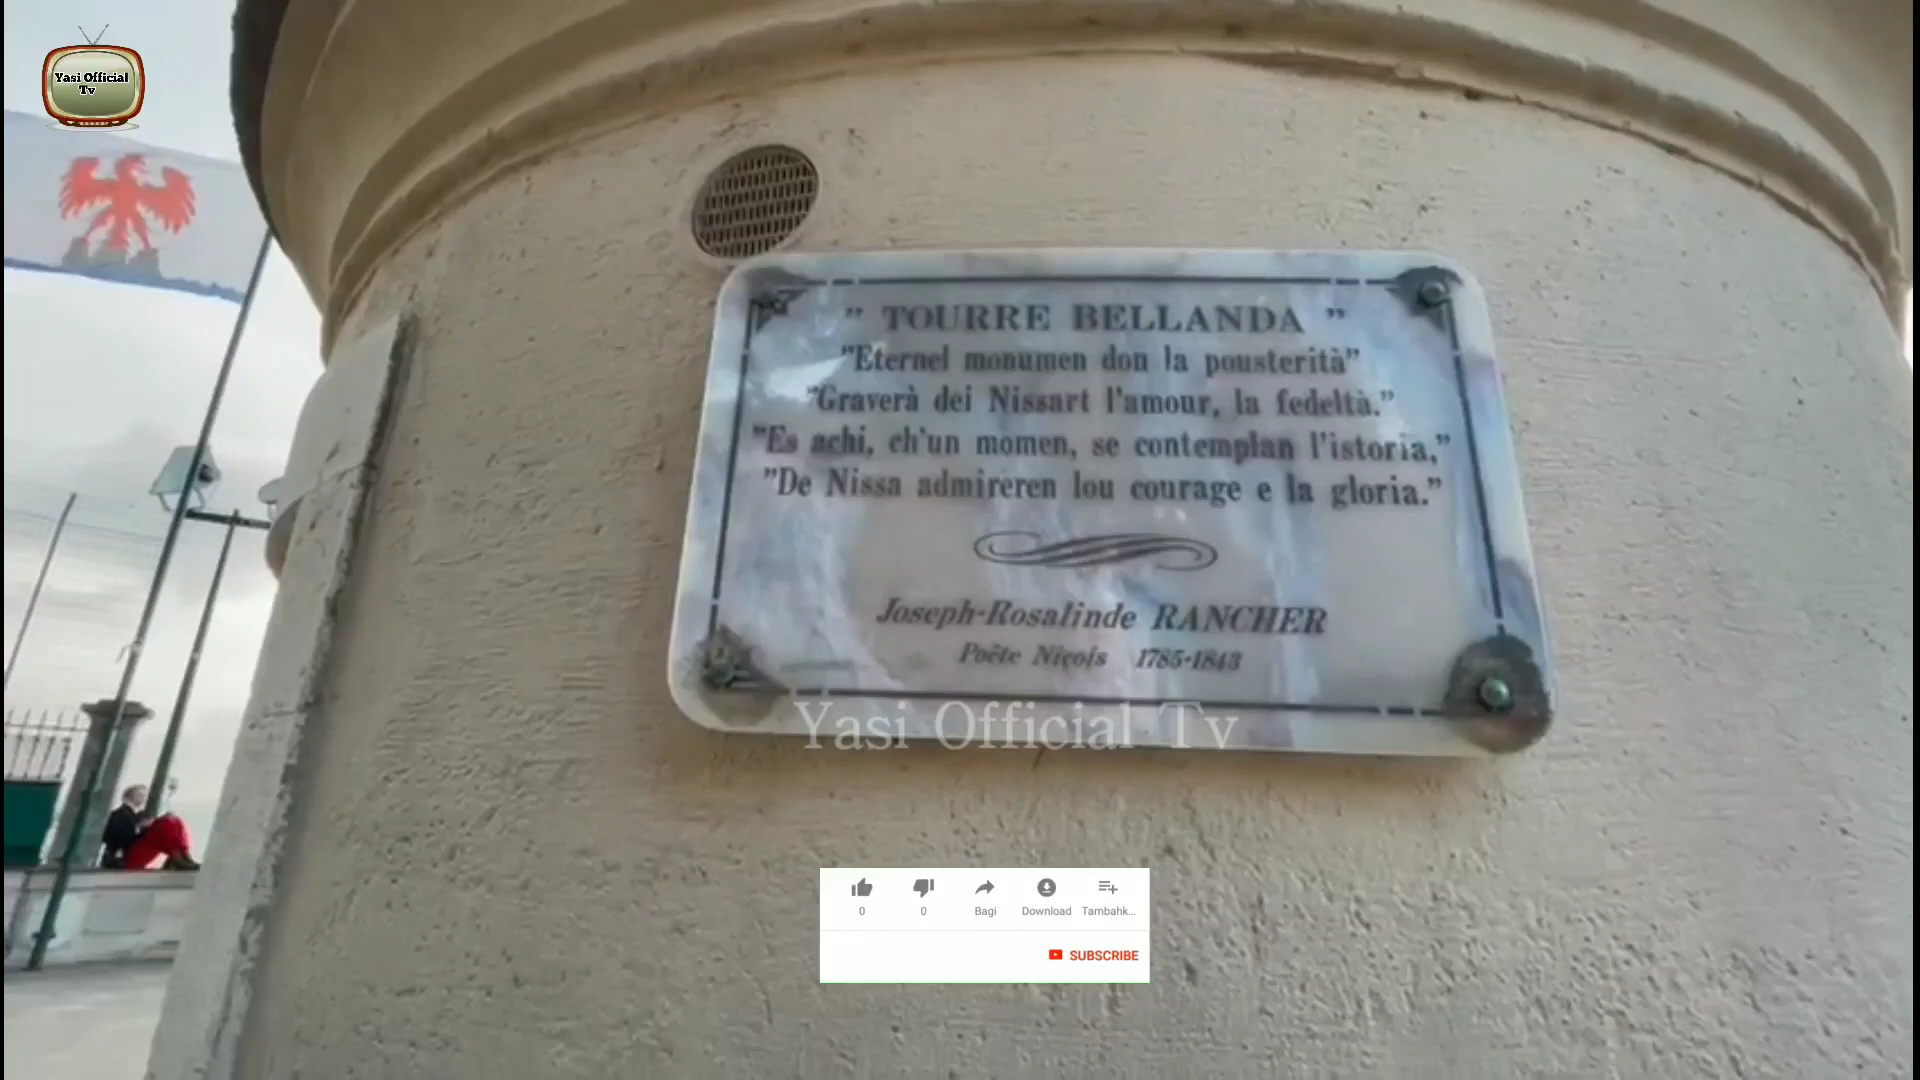 Yasi Official
Tv
" TOURRE BELLANDA "
"Eternel monumen don la pousterità"
"Graverà dei Nissart l'amour, la fedeltà."
"Es achi, ch'un momen, se contemplan l'istoria,"
"De Nissa admireren lou courage e la gloria."
Joseph-Rosalinde RANCHER
Poëte Niçois 1785-1843
Yasi Official Tv
0 0 Bagi Download Tambahk...
SUBSCRIBE